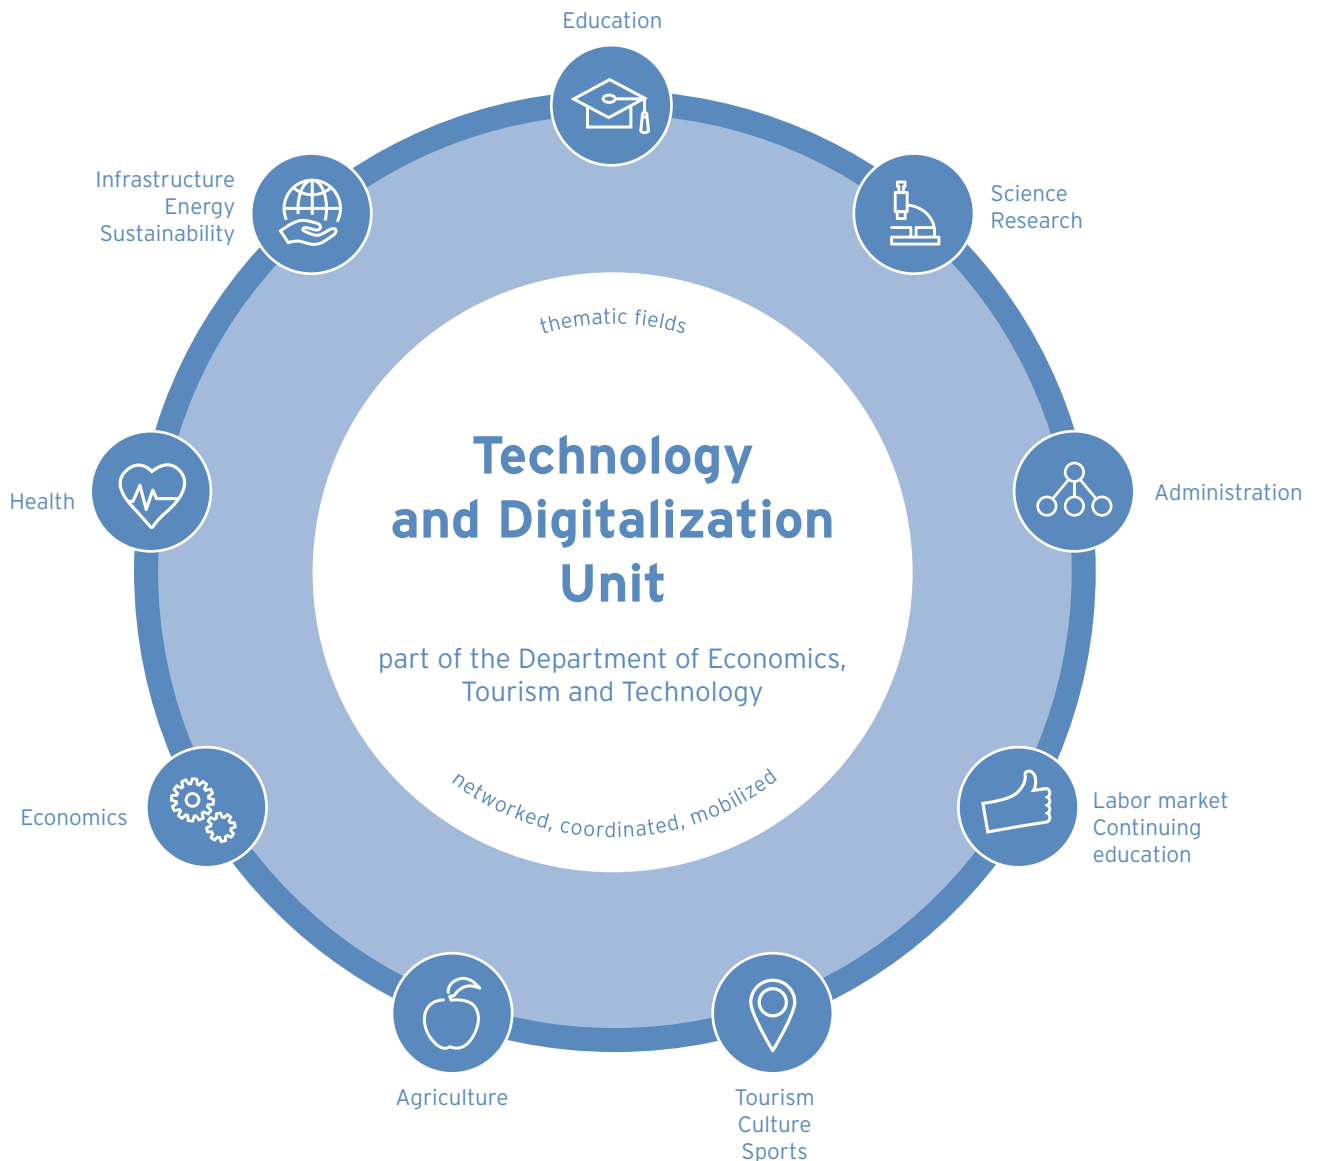 Education
Infrastructure
Energy
Sustainability
Science
Research
thematic fields
Technology
and Digitalization
Unit
part of the Department of Economics,
Tourism and Technology
networked, coordinated, mobilized
Health
Administration
Economics
Labor market
Continuing
education
Agriculture
Tourism
Culture
Sports